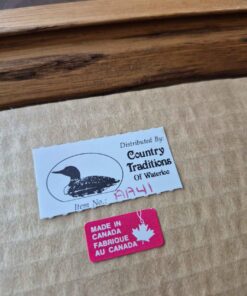 Distributed By:
Country
Traditions
Of Waterloo
Item No.: AA41
MADE IN
CANADA
FABRIQUÉ
AU CANADA